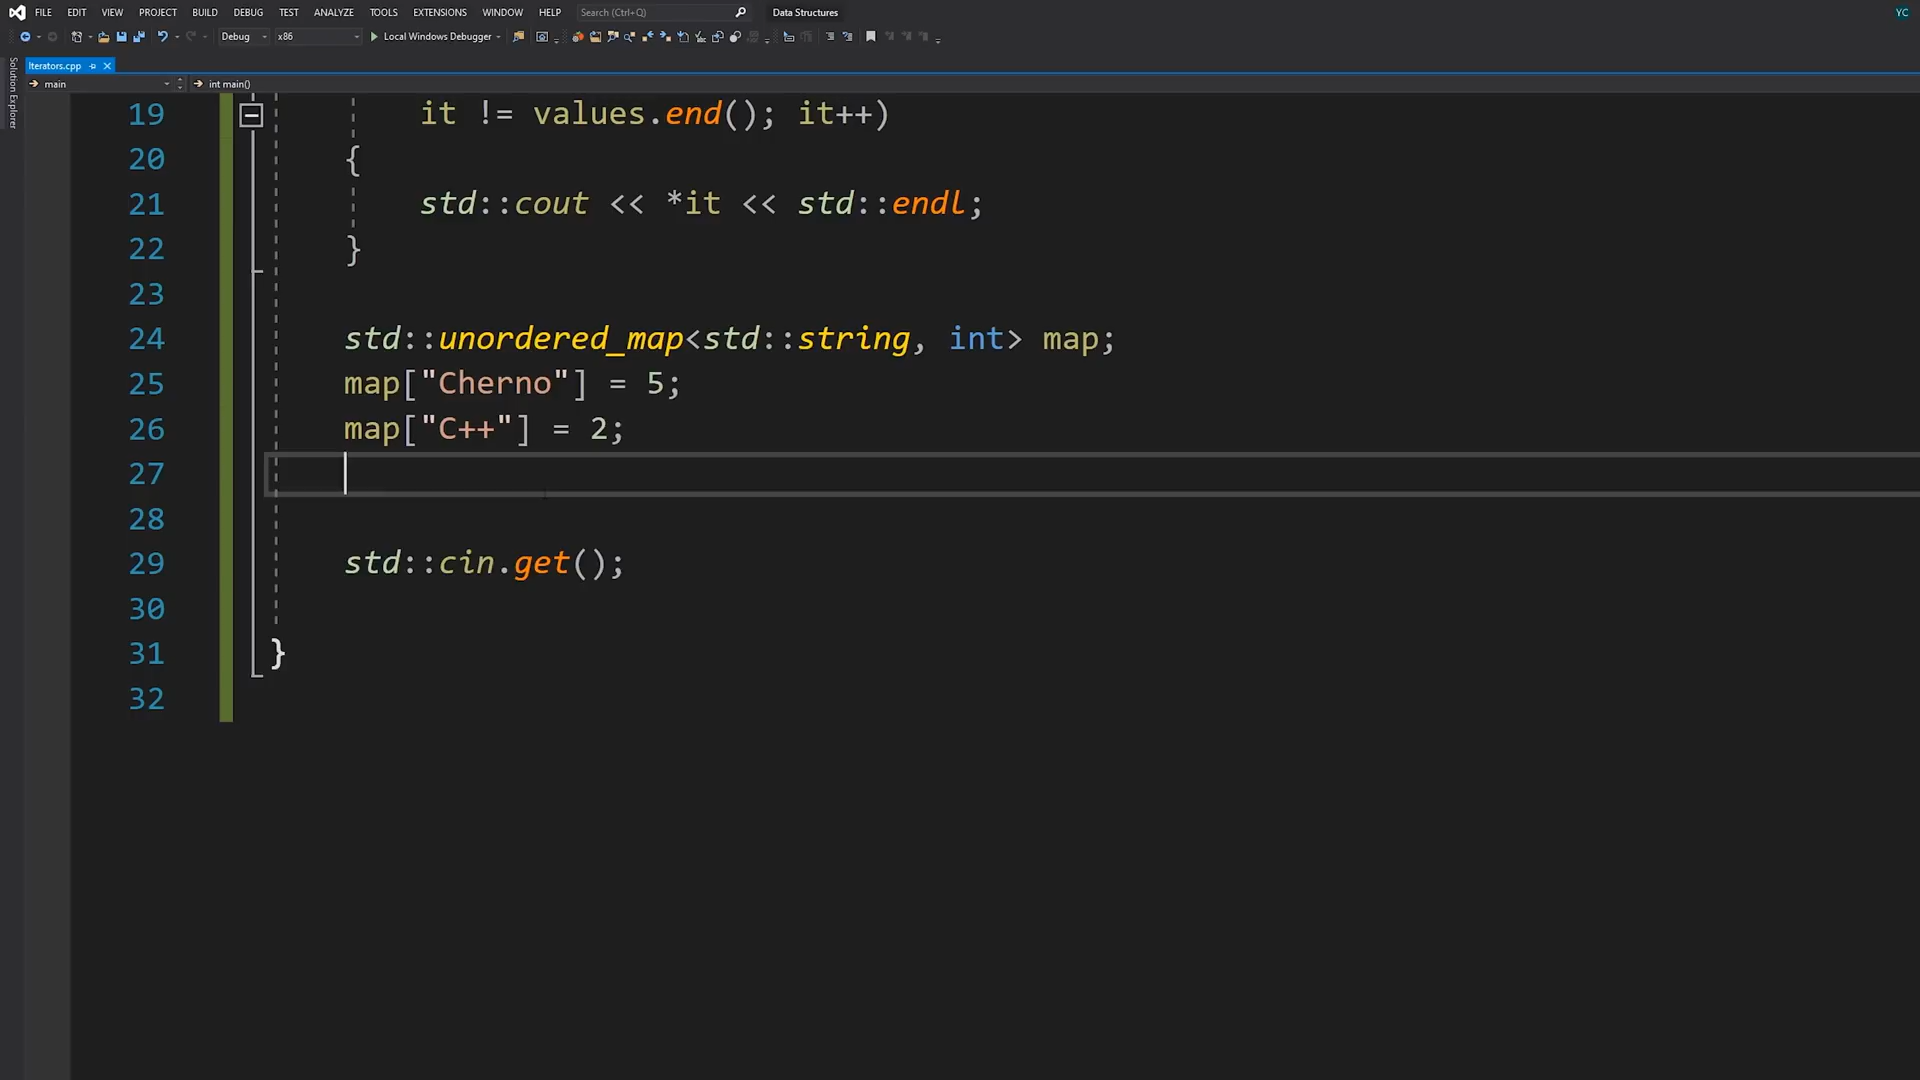 FILE EDIT VIEW PROJECT BUILD DEBUG TEST ANALYZE TOOLS EXTENSIONS WINDOW HELP Search (Ctrl+Q) Data Structures YC
Debug x86 Local Windows Debugger
Solution Explorer
Iterators.cpp
main int main()
19 it != values.end(); it++)
20 {
21 std::cout << *it << std::endl;
22 }
23
24 std::unordered_map<std::string, int> map;
25 map["Cherno"] = 5;
26 map["C++"] = 2;
27
28
29 std::cin.get();
30
31 }
32